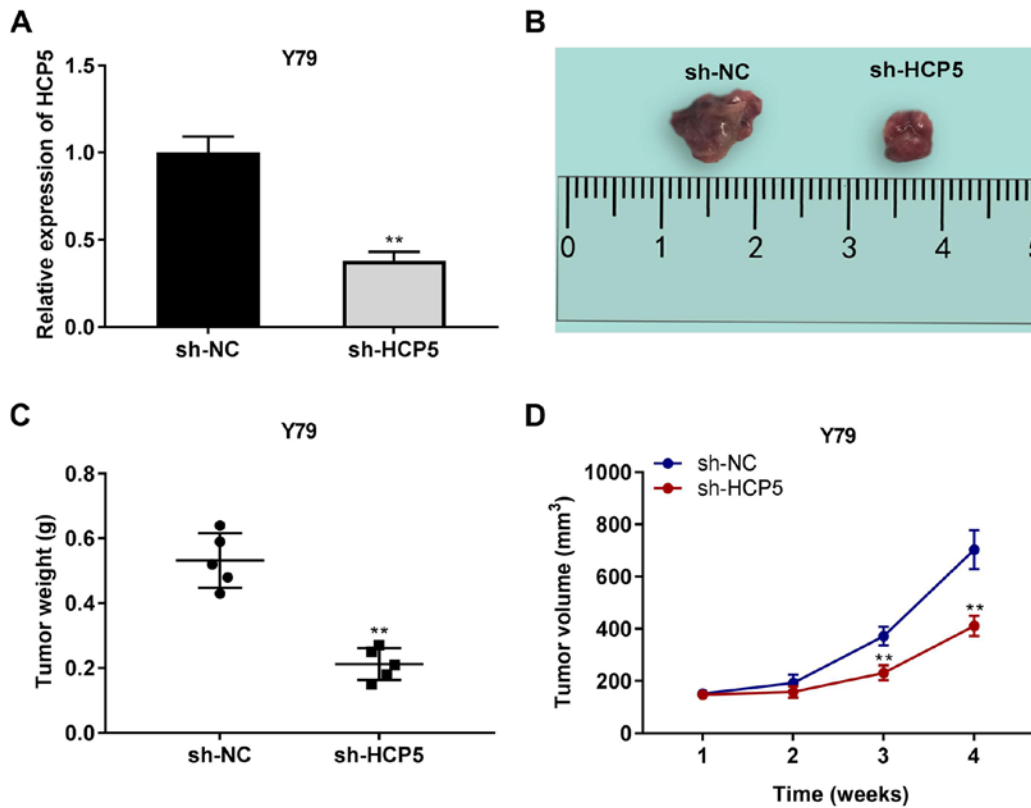 A
Y79
Relative expression of HCP5
1.5
1.0
0.5
0.0
sh-NC
sh-HCP5
**
B
sh-NC
sh-HCP5
0 1 2 3 4 5
C
Y79
Tumor weight (g)
0.8
0.6
0.4
0.2
0.0
sh-NC
sh-HCP5
**
D
Y79
sh-NC
sh-HCP5
Tumor volume (mm³)
1000
800
600
400
200
0
**
**
1 2 3 4
Time (weeks)